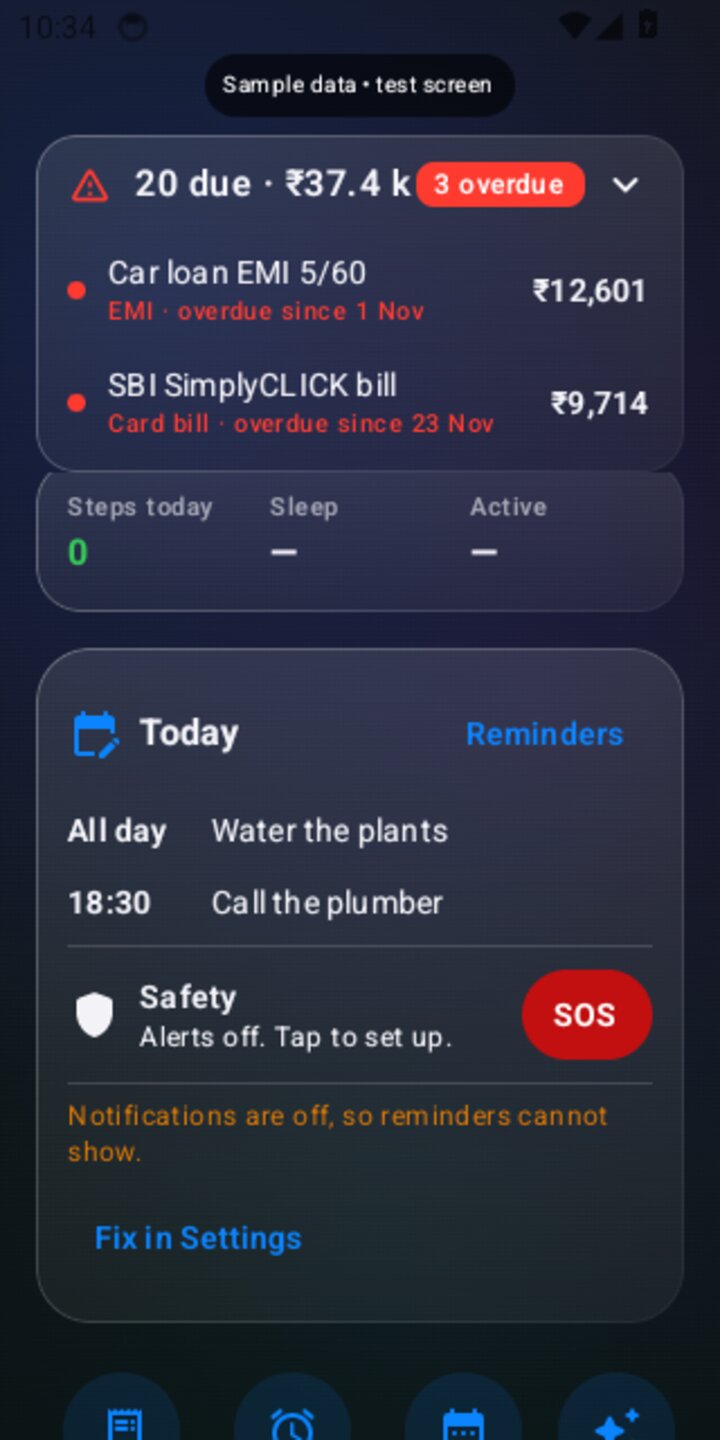 10:34
Sample data • test screen
20 due · ₹37.4 k 3 overdue
Car loan EMI 5/60
₹12,601
EMI · overdue since 1 Nov
SBI SimplyCLICK bill
₹9,714
Card bill · overdue since 23 Nov
Steps today Sleep Active
0 — —
Today Reminders
All day Water the plants
18:30 Call the plumber
Safety
Alerts off. Tap to set up.
SOS
Notifications are off, so reminders cannot
show.
Fix in Settings